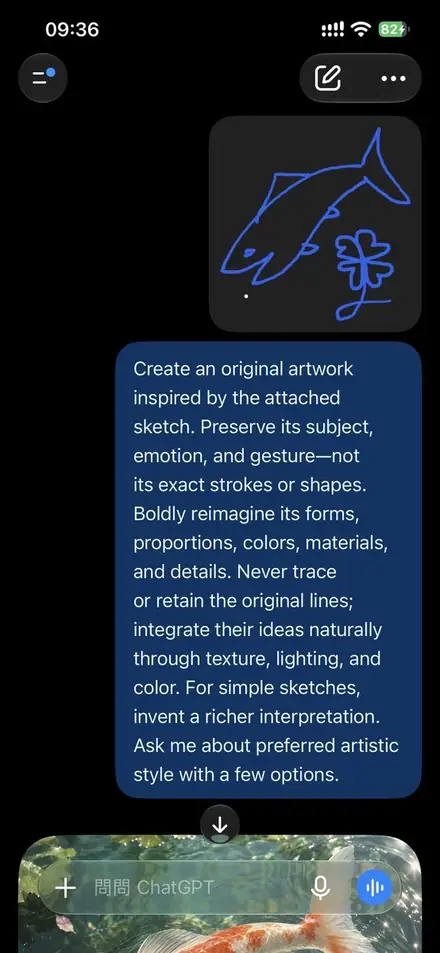 09:36
82
Create an original artwork
inspired by the attached
sketch. Preserve its subject,
emotion, and gesture—not
its exact strokes or shapes.
Boldly reimagine its forms,
proportions, colors, materials,
and details. Never trace
or retain the original lines;
integrate their ideas naturally
through texture, lighting, and
color. For simple sketches,
invent a richer interpretation.
Ask me about preferred artistic
style with a few options.
問問 ChatGPT